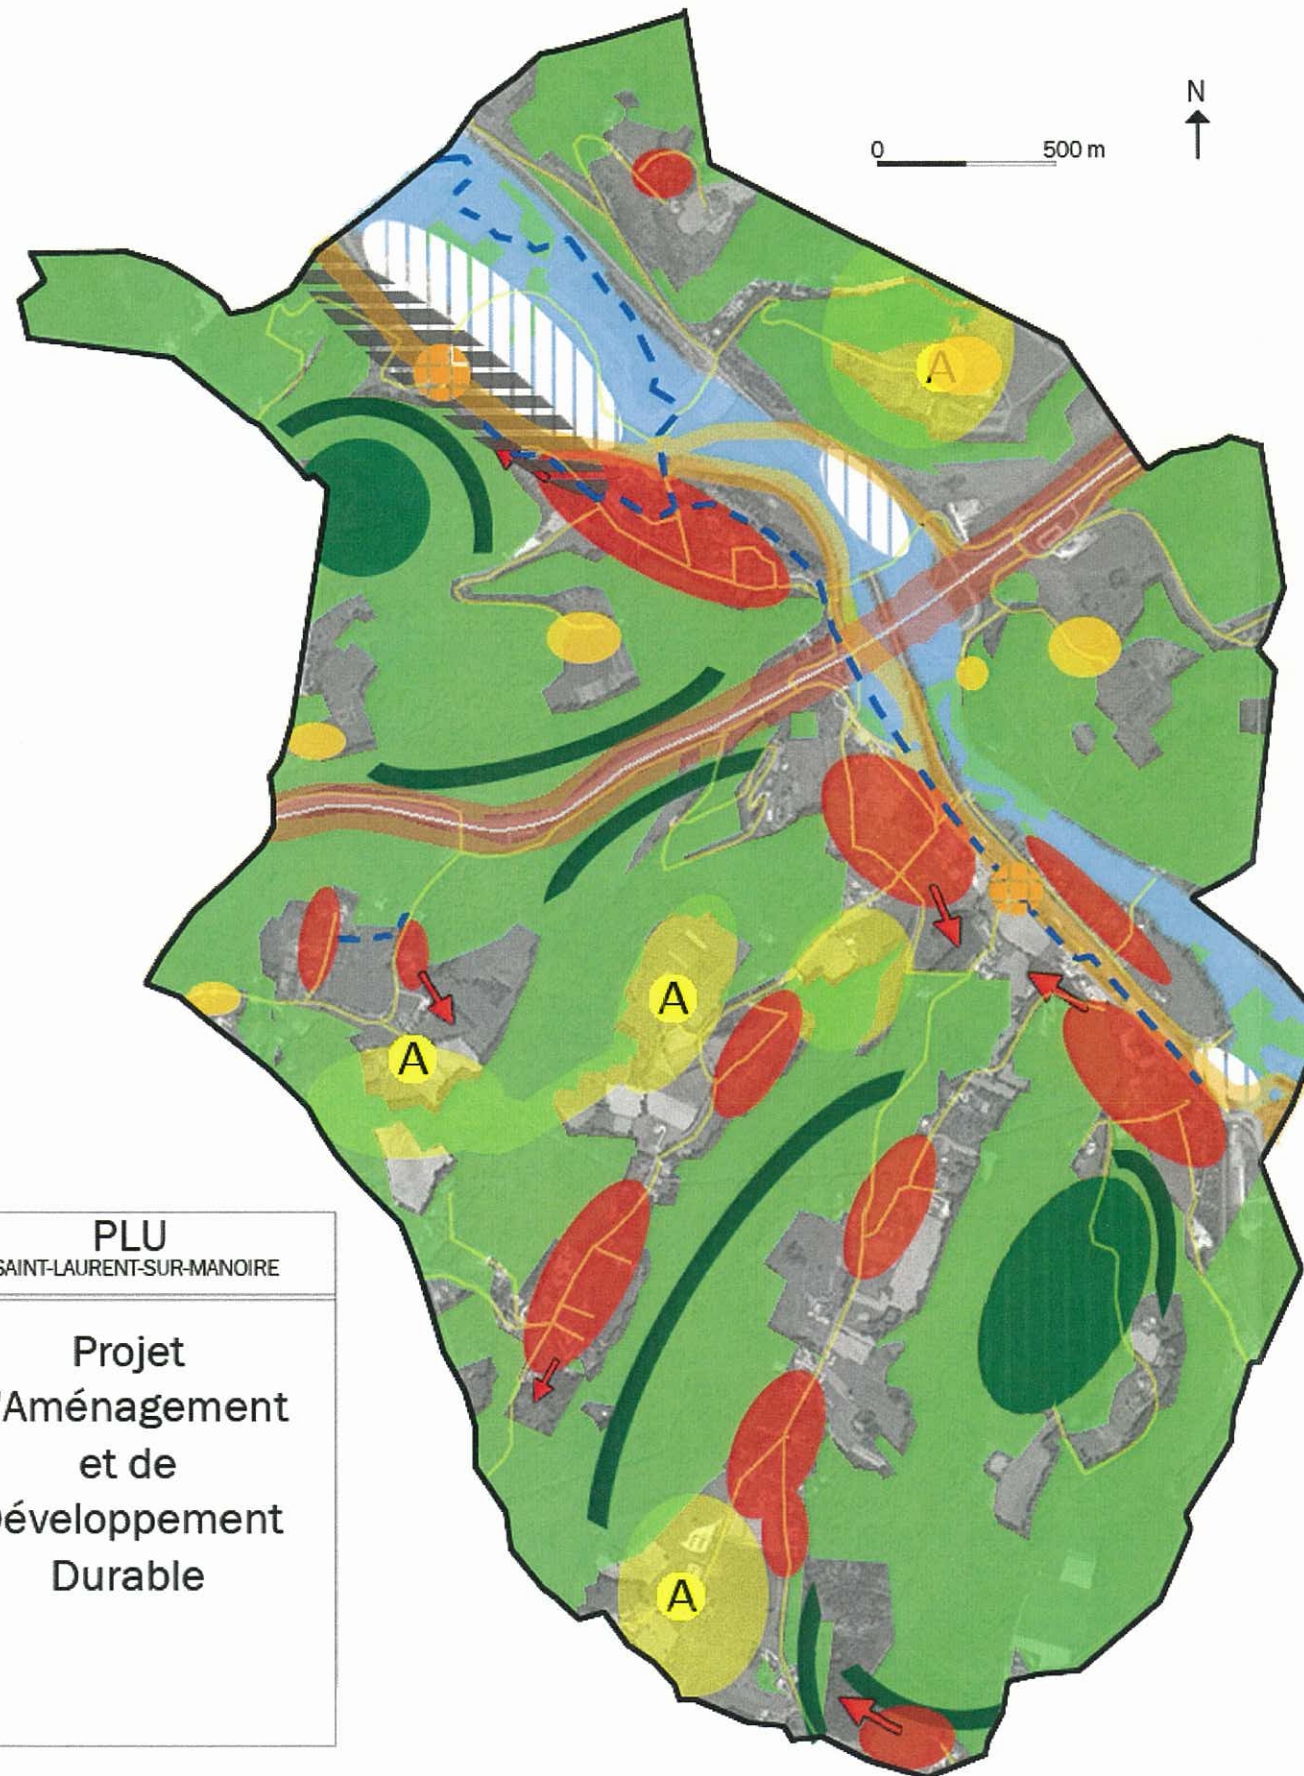 N
0 500 m
A
A
A
PLU
SAINT-LAURENT-SUR-MANOIRE
Projet
'Aménagement
et de
éveloppement
Durable
A